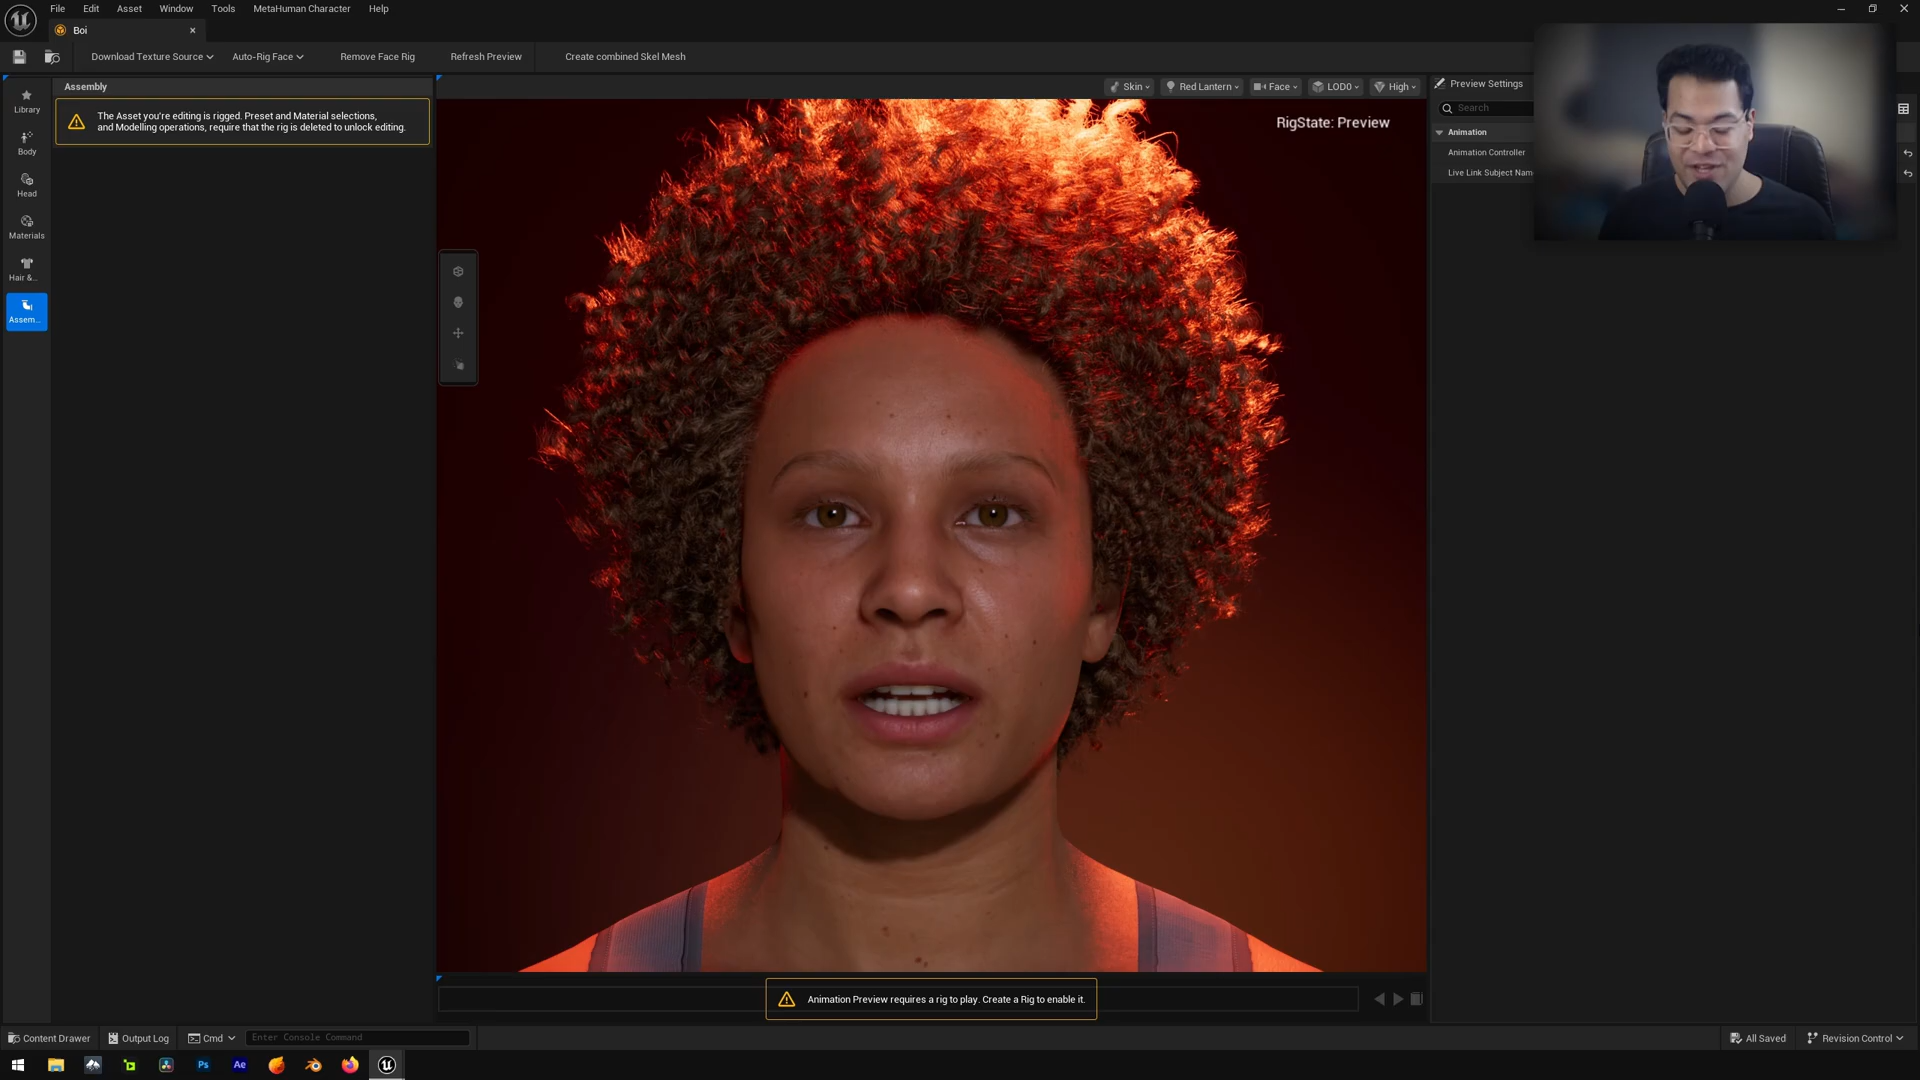 File Edit Asset Window Tools MetaHuman Character Help
Boi
Download Texture Source Auto-Rig Face Remove Face Rig Refresh Preview Create combined Skel Mesh
Assembly
The Asset you're editing is rigged. Preset and Material selections,
and Modelling operations, require that the rig is deleted to unlock editing.
Library
Body
Head
Materials
Hair &...
Assem...
Skin Red Lantern Face LOD0 High
RigState: Preview
Preview Settings
Search
Animation
Animation Controller
Live Link Subject Nam
Animation Preview requires a rig to play. Create a Rig to enable it.
Content Drawer Output Log Cmd Enter Console Command All Saved Revision Control
Ps Ae